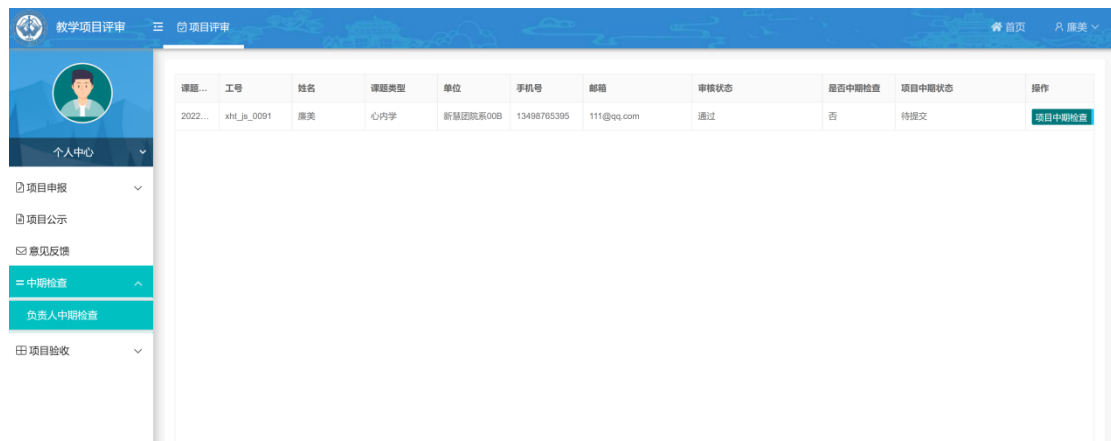 教学项目评审 项目评审 首页 廉美
课题... 工号 姓名 课题类型 单位 手机号 邮箱 审核状态 是否中期检查 项目中期状态 操作
2022... xht_js_0091 廉美 心内学 新慧团院系00B 13498765395 111@qq.com 通过 否 待提交 项目中期检查
个人中心
项目申报
项目公示
意见反馈
中期检查
负责人中期检查
项目验收